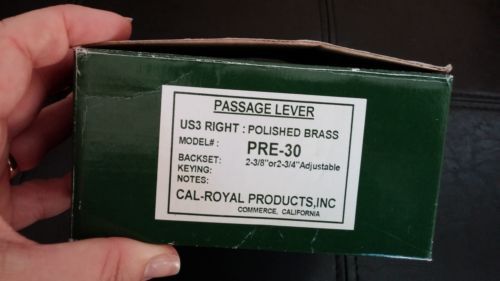 PASSAGE LEVER
US3 RIGHT : POLISHED BRASS
MODEL# : PRE-30
BACKSET: 2-3/8"or2-3/4"Adjustable
KEYING:
NOTES:
CAL-ROYAL PRODUCTS,INC
COMMERCE, CALIFORNIA